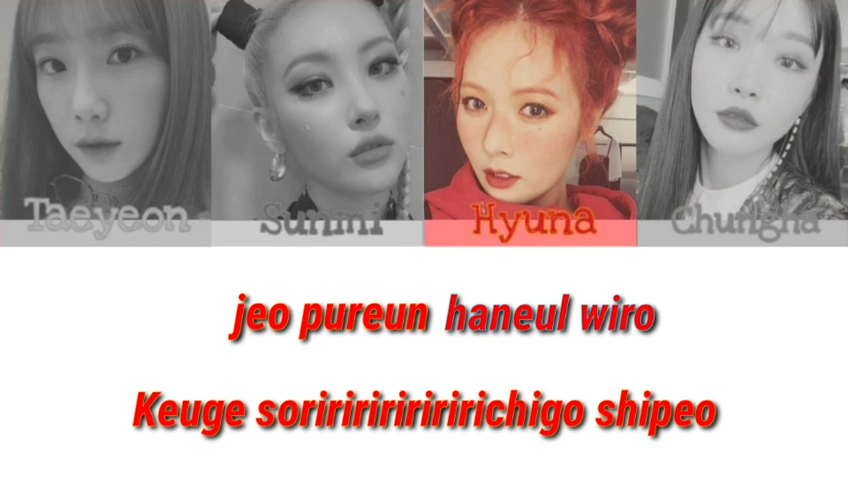 Taeyeon Sunmi Hyuna Chungha
jeo pureun haneul wiro
Keuge soririririririririchigo shipeo